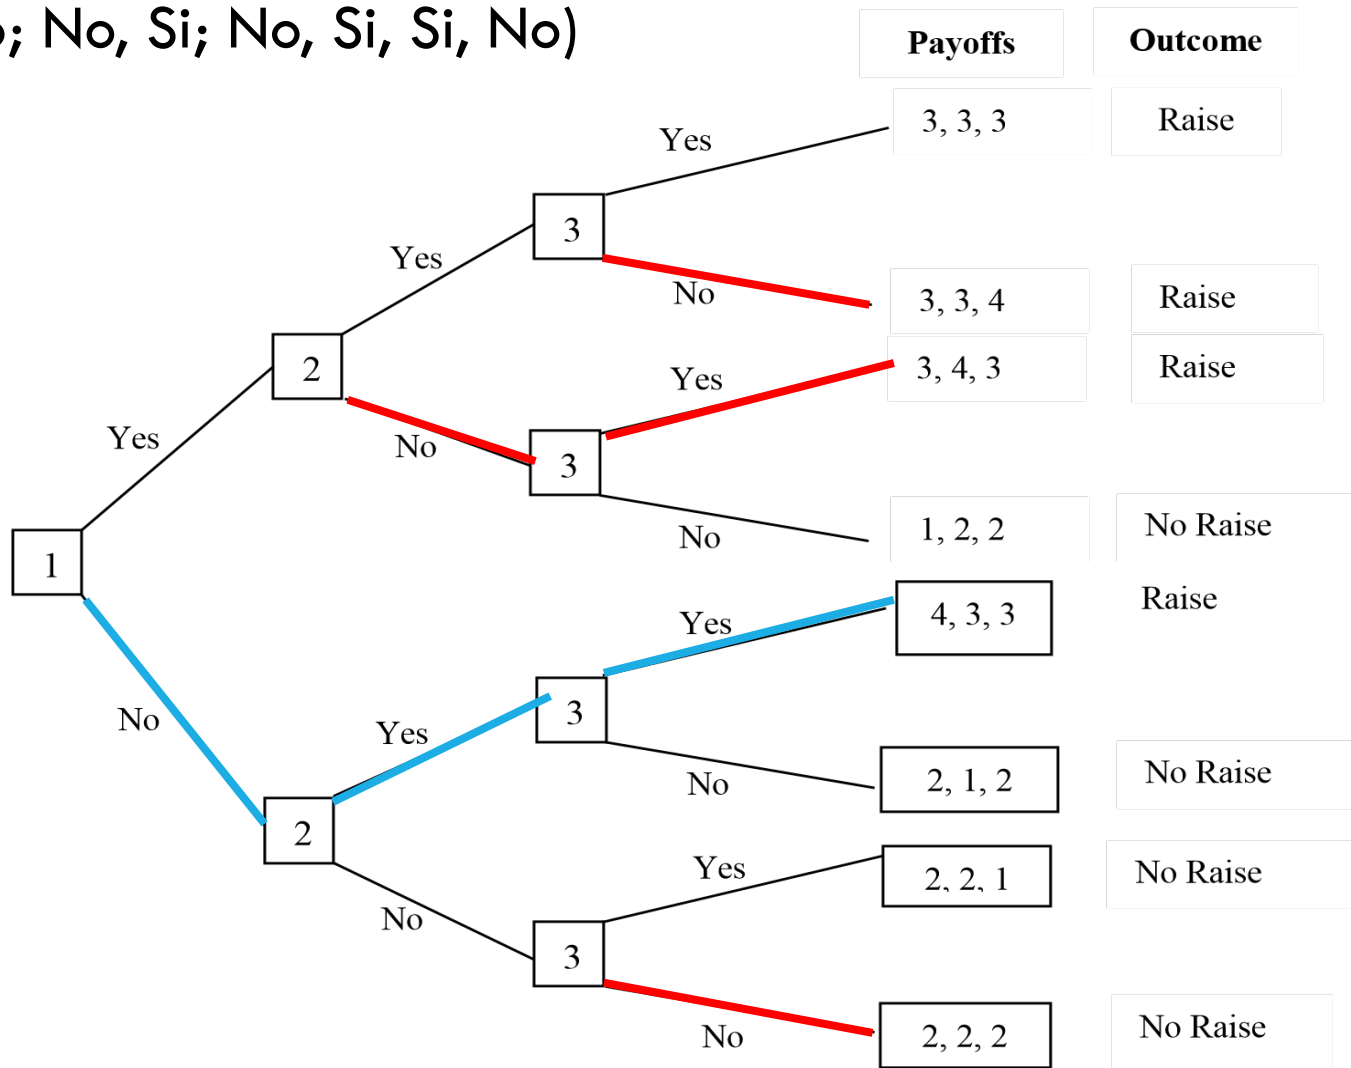 ; No, Si; No, Si, Si, No)
Payoffs Outcome
3, 3, 3 Raise
Yes
3
Yes
No
3, 3, 4 Raise
2
Yes
3, 4, 3 Raise
Yes
No
3
No
1, 2, 2 No Raise
1
4, 3, 3 Raise
Yes
No
Yes
3
No
2, 1, 2 No Raise
2
Yes
2, 2, 1 No Raise
No
3
No
2, 2, 2 No Raise